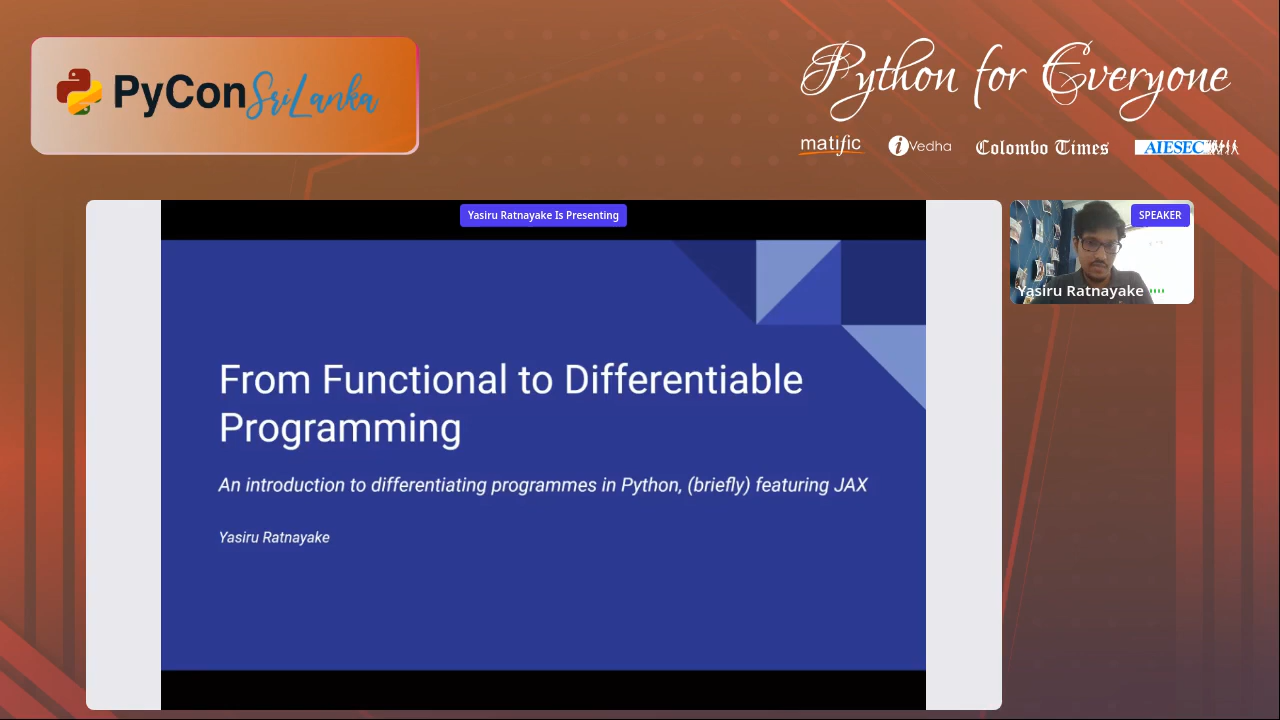 PyCon SriLanka
Python for Everyone
matific
iVedha
Colombo Times
AIESEC
Yasiru Ratnayake Is Presenting
SPEAKER
Yasiru Ratnayake
From Functional to Differentiable
Programming
An introduction to differentiating programmes in Python, (briefly) featuring JAX
Yasiru Ratnayake